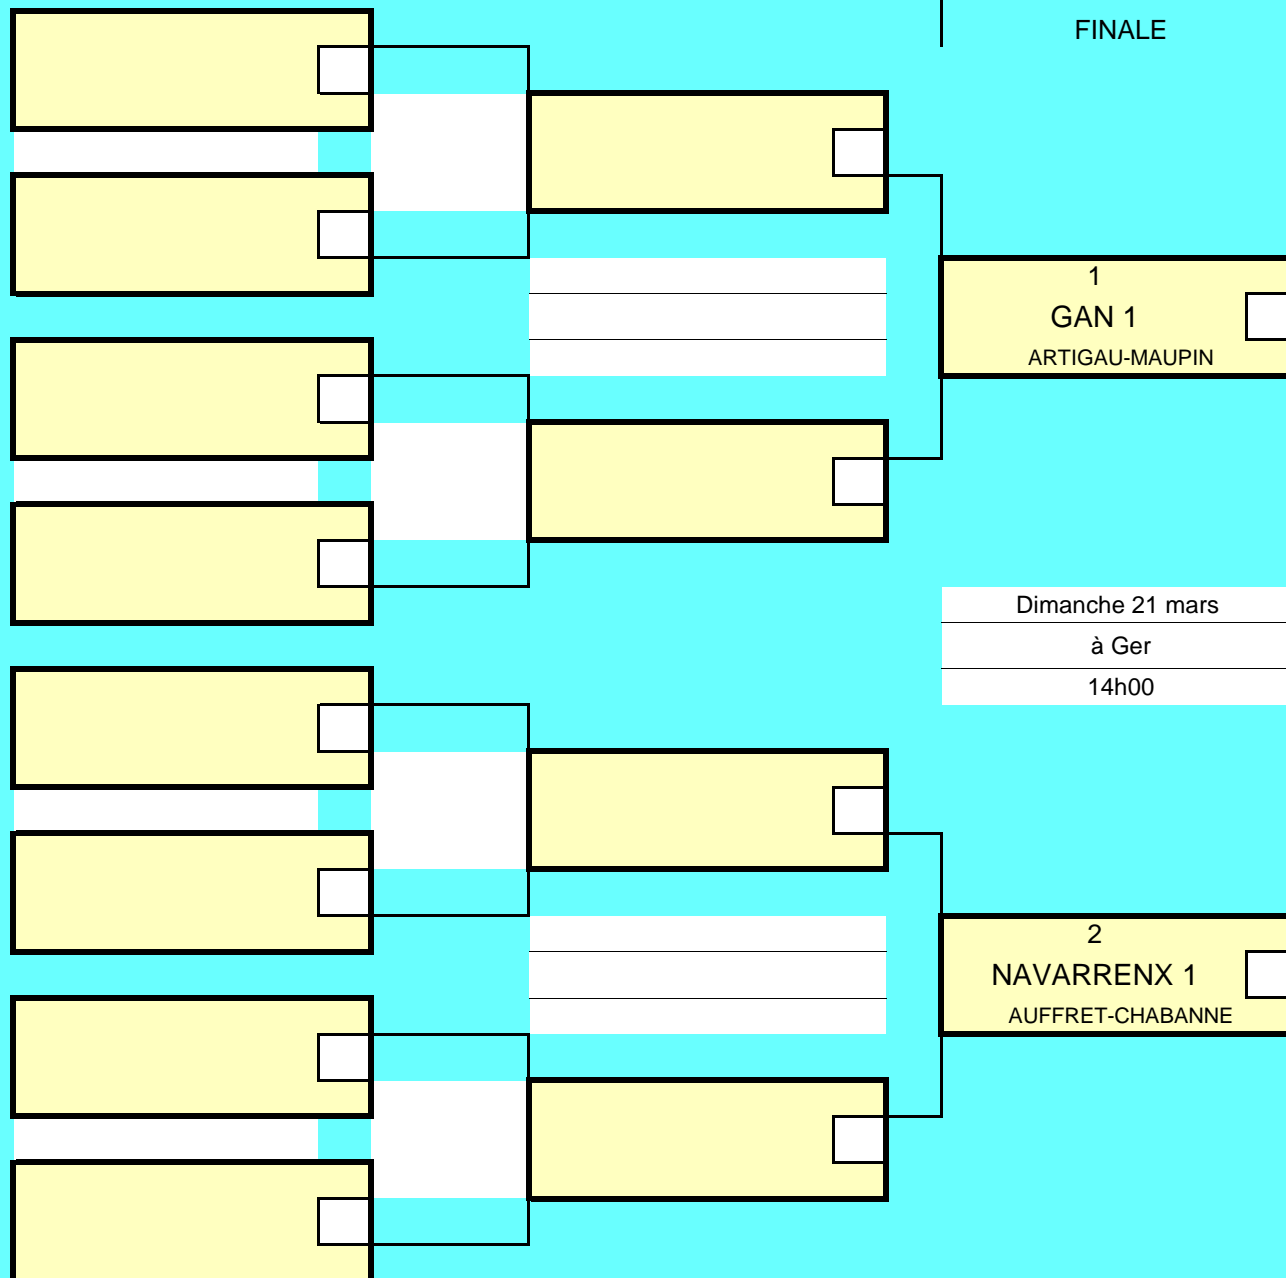 FINALE
1
GAN 1
ARTIGAU-MAUPIN
Dimanche 21 mars
à Ger
14h00
2
NAVARRENX 1
AUFFRET-CHABANNE